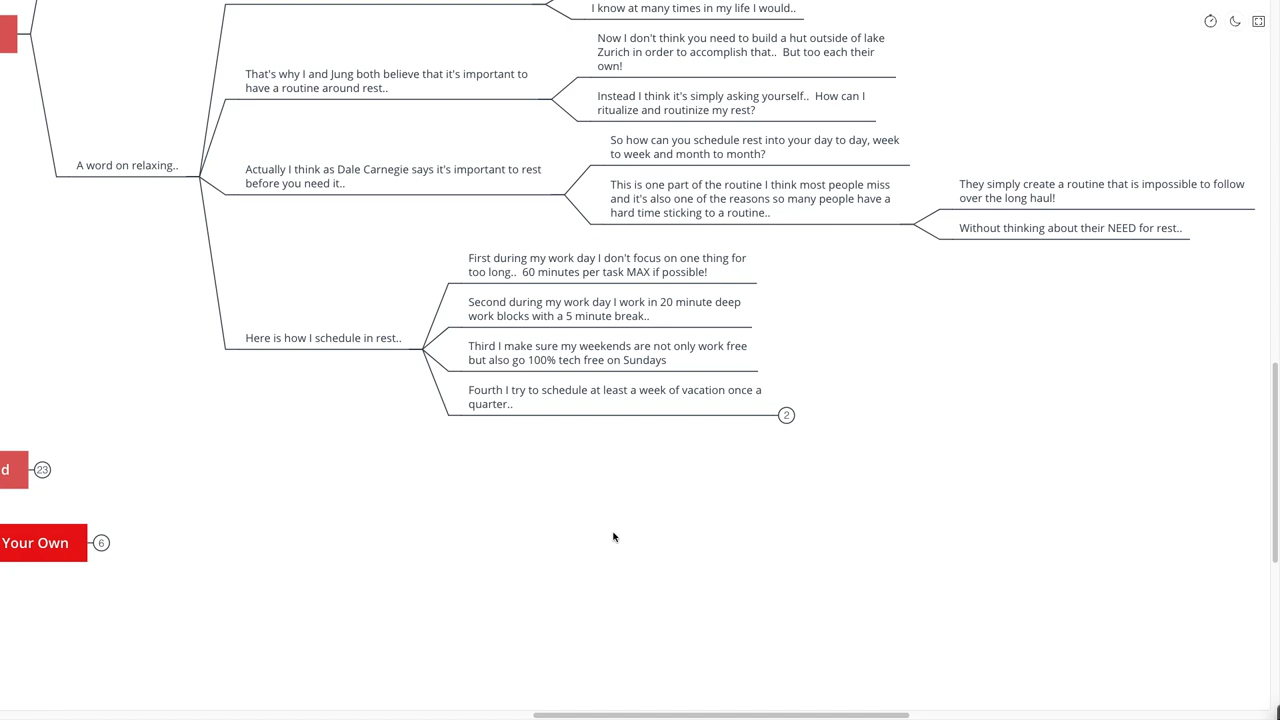 I know at many times in my life I would..
Now I don't think you need to build a hut outside of lake
Zurich in order to accomplish that..  But too each their
own!
That's why I and Jung both believe that it's important to
have a routine around rest..
Instead I think it's simply asking yourself..  How can I
ritualize and routinize my rest?
A word on relaxing..
So how can you schedule rest into your day to day, week
to week and month to month?
Actually I think as Dale Carnegie says it's important to rest
before you need it..
This is one part of the routine I think most people miss
and it's also one of the reasons so many people have a
hard time sticking to a routine..
They simply create a routine that is impossible to follow
over the long haul!
Without thinking about their NEED for rest..
Here is how I schedule in rest..
First during my work day I don't focus on one thing for
too long..  60 minutes per task MAX if possible!
Second during my work day I work in 20 minute deep
work blocks with a 5 minute break..
Third I make sure my weekends are not only work free
but also go 100% tech free on Sundays
Fourth I try to schedule at least a week of vacation once a
quarter..
2
d
23
Your Own
6